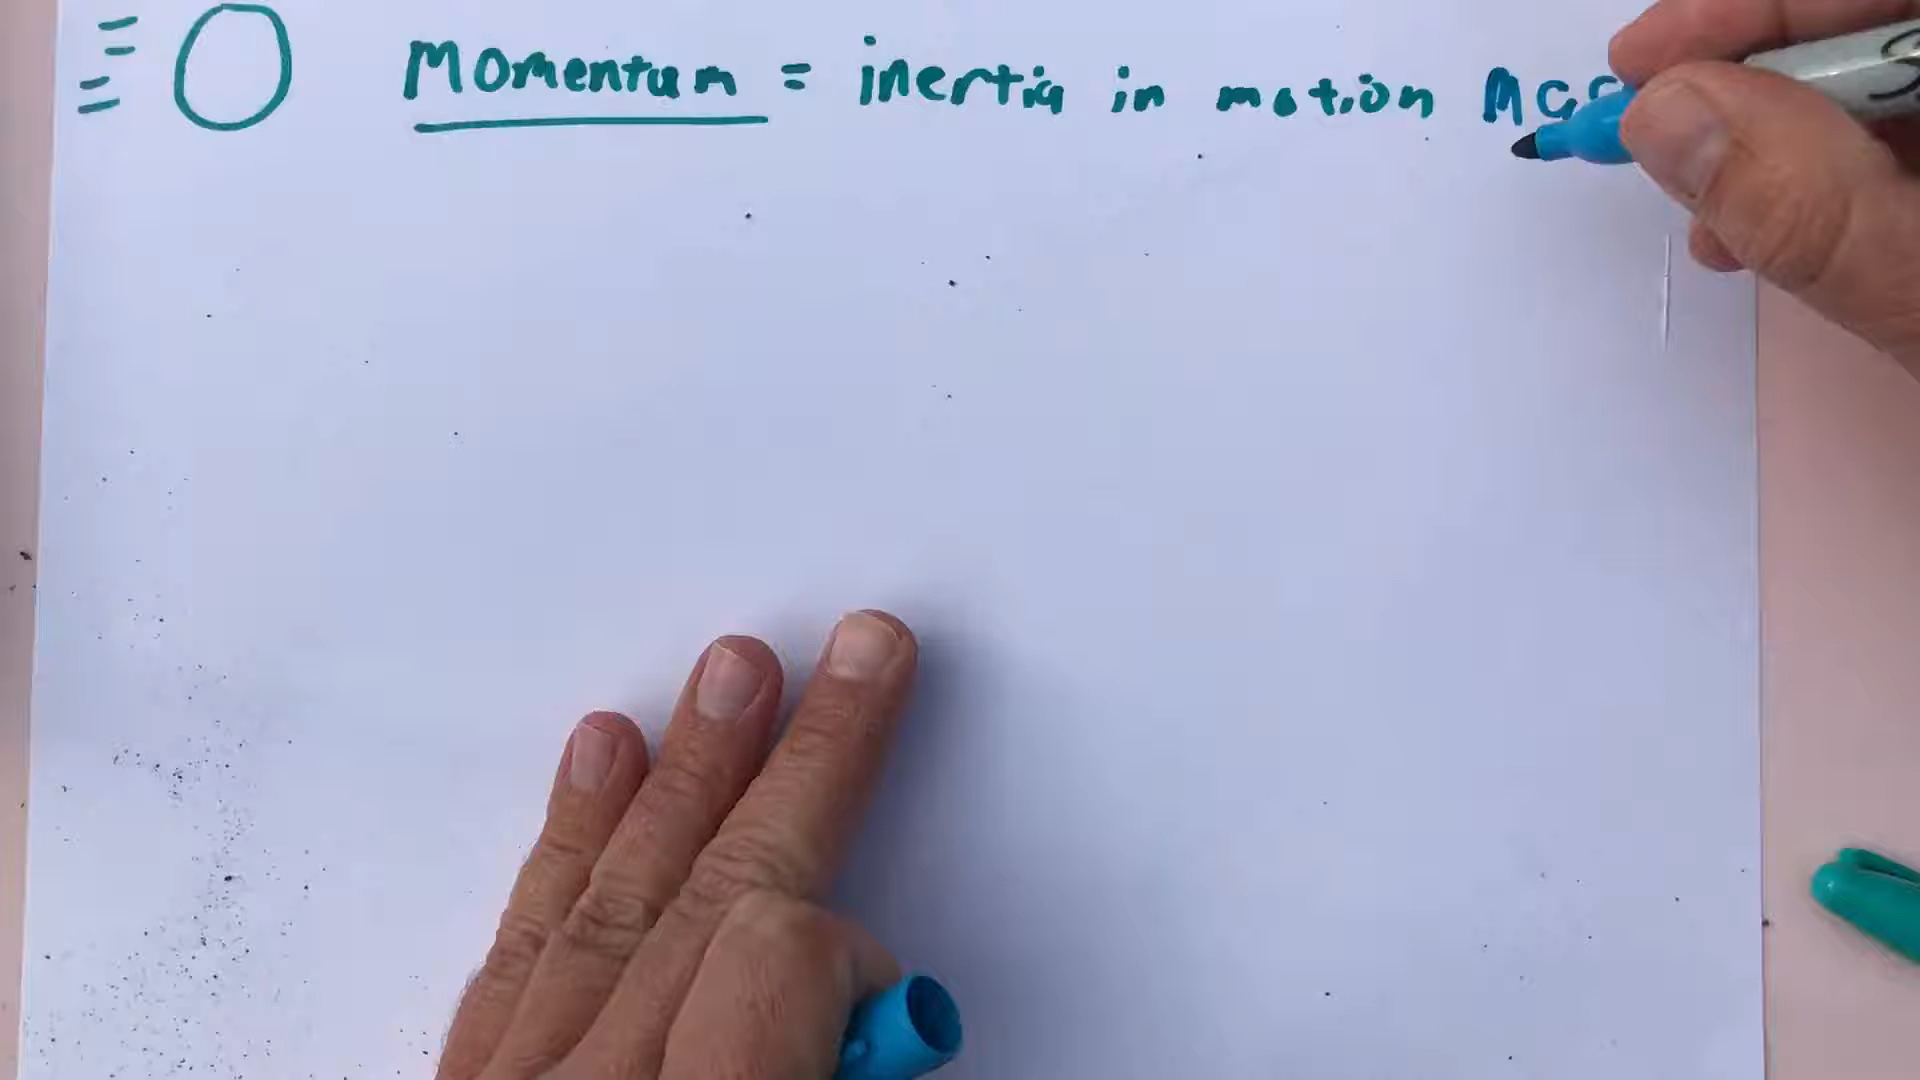 Momentum = inertia in motion